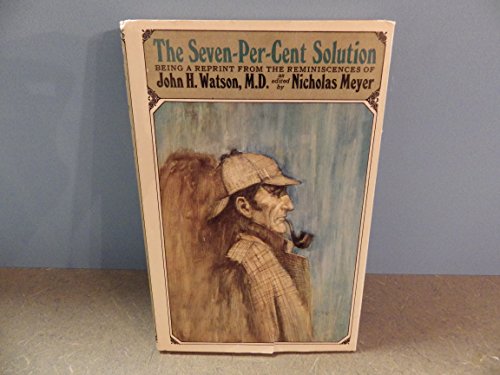 The Seven-Per-Cent Solution
BEING A REPRINT FROM THE REMINISCENCES OF
John H. Watson, M.D. as edited by Nicholas Meyer